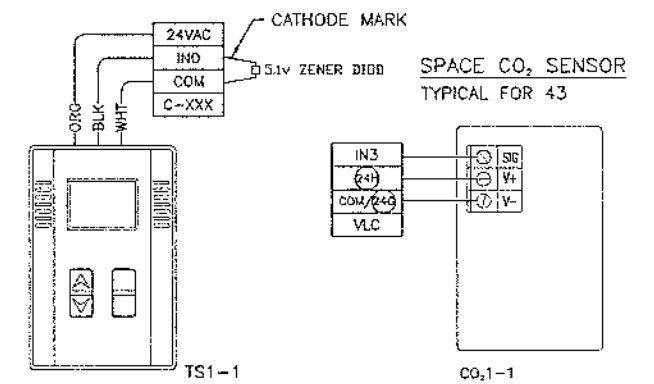 CATHODE MARK
24VAC
IN0
COM
C-XXX
5.1v ZENER DIOD
ORG
BLK
WHT
TS1-1
SPACE CO₂ SENSOR
TYPICAL FOR 43
IN3
24H
COM/24G
VLC
SIG
V+
V-
CO₂1-1